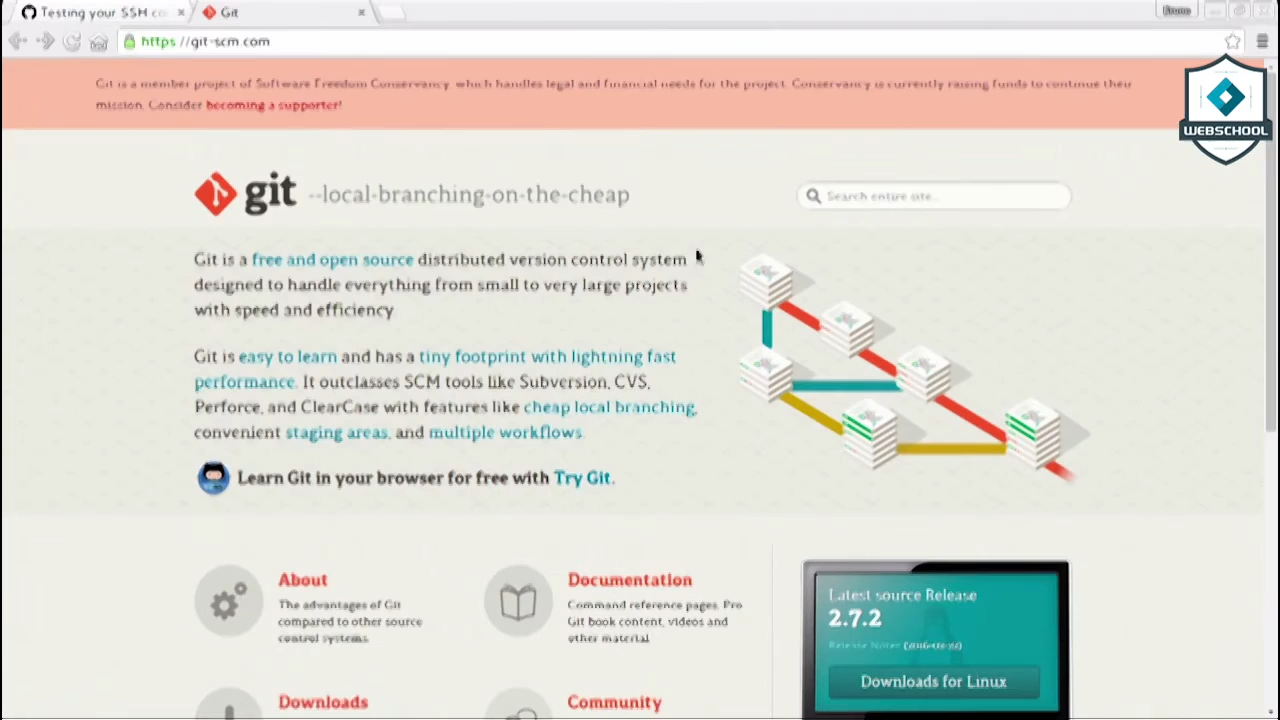 Testing your SSH co
Git
Bruno
https://git-scm.com
Git is a member project of Software Freedom Conservancy, which handles legal and financial needs for the project. Conservancy is currently raising funds to continue their
mission. Consider becoming a supporter!
WEBSCHOOL
git --local-branching-on-the-cheap
Search entire site...
Git is a free and open source distributed version control system
designed to handle everything from small to very large projects
with speed and efficiency
Git is easy to learn and has a tiny footprint with lightning fast
performance. It outclasses SCM tools like Subversion, CVS,
Perforce, and ClearCase with features like cheap local branching,
convenient staging areas, and multiple workflows.
Learn Git in your browser for free with Try Git.
About
The advantages of Git
compared to other source
control systems.
Documentation
Command reference pages, Pro
Git book content, videos and
other material
Latest source Release
2.7.2
Release Notes
Downloads for Linux
Downloads
Community